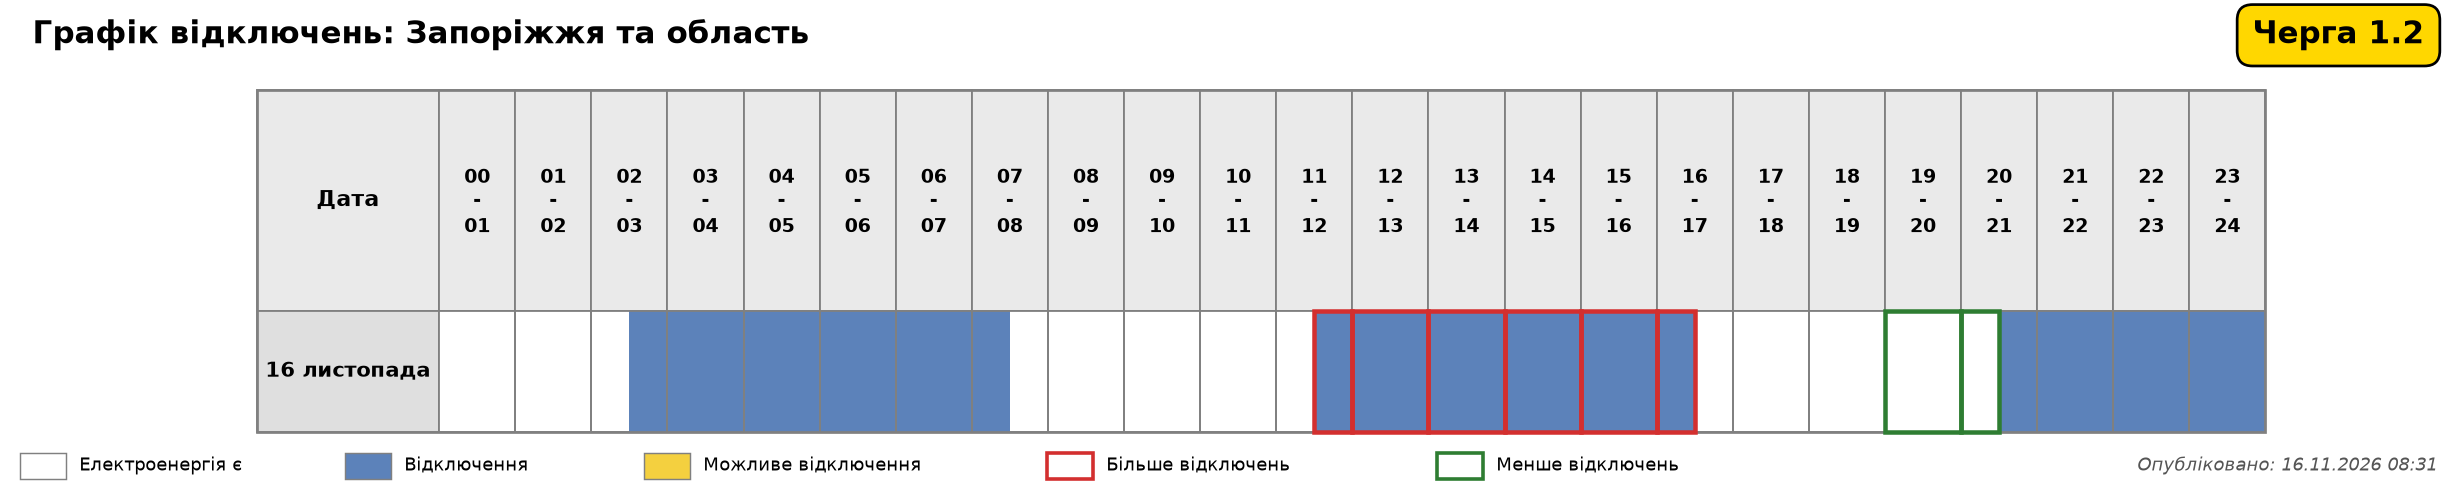 Графік відключень: Запоріжжя та область
Черга 1.2
Дата
00 - 01
01 - 02
02 - 03
03 - 04
04 - 05
05 - 06
06 - 07
07 - 08
08 - 09
09 - 10
10 - 11
11 - 12
12 - 13
13 - 14
14 - 15
15 - 16
16 - 17
17 - 18
18 - 19
19 - 20
20 - 21
21 - 22
22 - 23
23 - 24
16 листопада
Електроенергія є
Відключення
Можливе відключення
Більше відключень
Менше відключень
Опубліковано: 16.11.2026 08:31